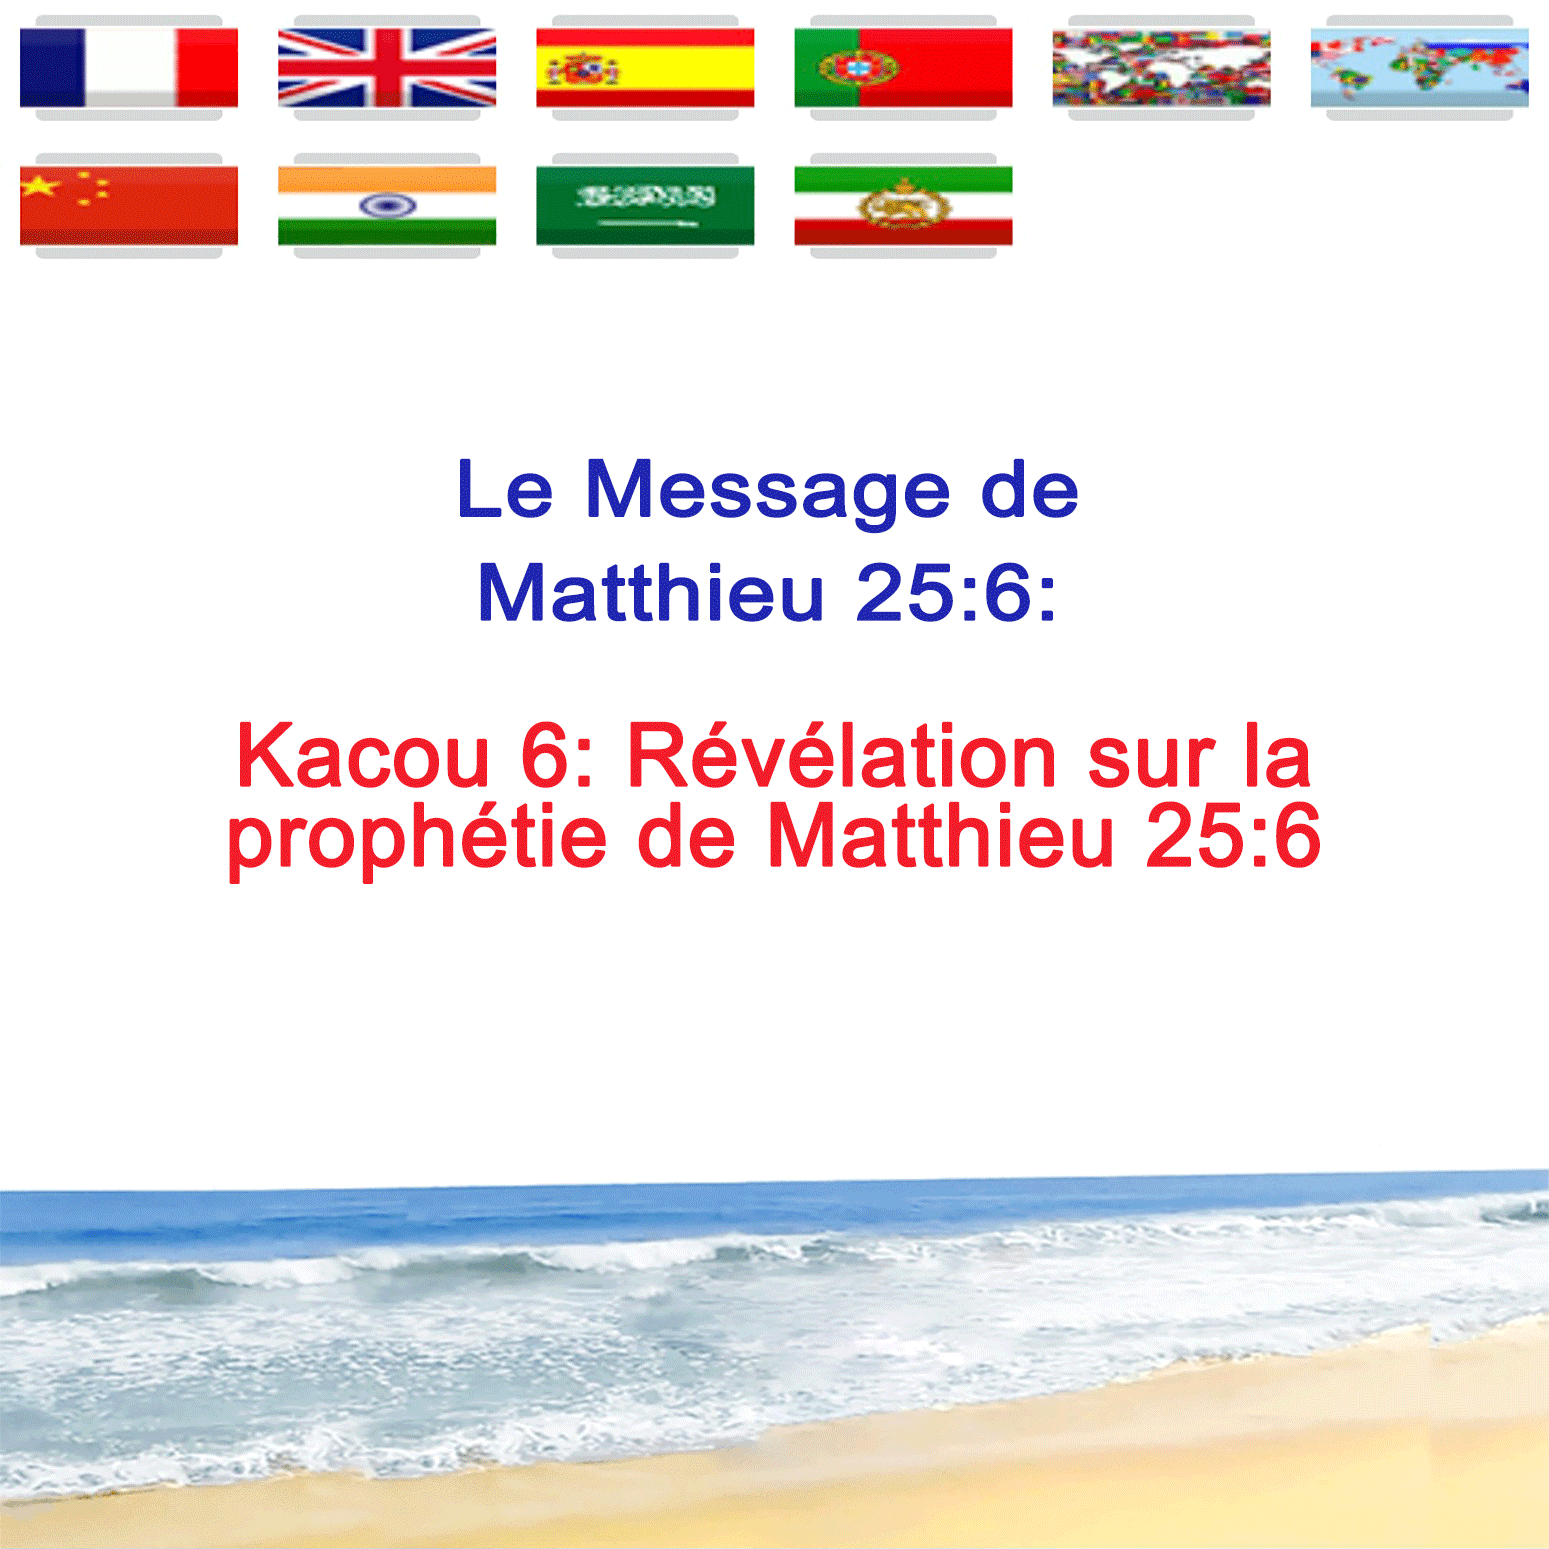 Le Message de
Matthieu 25:6:
Kacou 6: Révélation sur la
prophétie de Matthieu 25:6